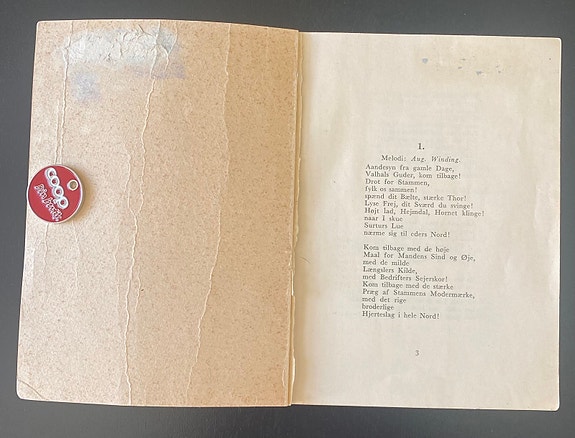 coop
1.
Melodi: Aug. Winding.
Aandesyn fra gamle Dage,
Valhals Guder, kom tilbage!
Drot for Stammen,
fylk os sammen!
spænd dit Bælte, stærke Thor!
Lyse Frej, dit Sværd du svinge!
Højt lad, Hejmdal, Hornet klinge!
naar I skue
Surturs Lue
nærme sig til eders Nord!
Kom tilbage med de høje
Maal for Mandens Sind og Øje,
med de milde
Længslers Kilde,
med Bedrifters Sejerskor!
Kom tilbage med de stærke
Præg af Stammens Modermærke,
med det rige
broderlige
Hjerteslag i hele Nord!
3